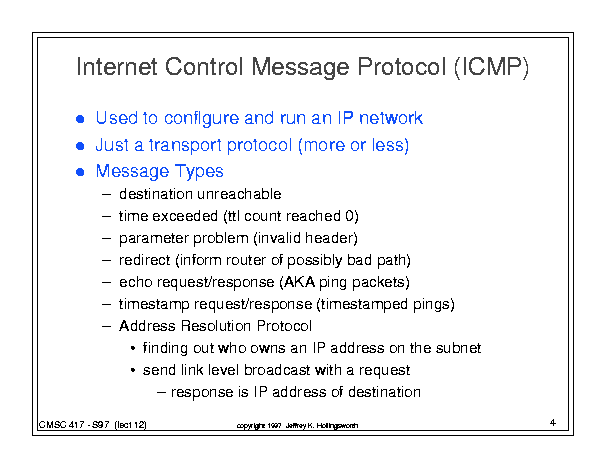 Internet Control Message Protocol (ICMP)
● Used to configure and run an IP network
● Just a transport protocol (more or less)
● Message Types
– destination unreachable
– time exceeded (ttl count reached 0)
– parameter problem (invalid header)
– redirect (inform router of possibly bad path)
– echo request/response (AKA ping packets)
– timestamp request/response (timestamped pings)
– Address Resolution Protocol
• finding out who owns an IP address on the subnet
• send link level broadcast with a request
– response is IP address of destination
CMSC 417 - S97 (lect 12) copyright 1997 Jeffrey K. Hollingsworth 4